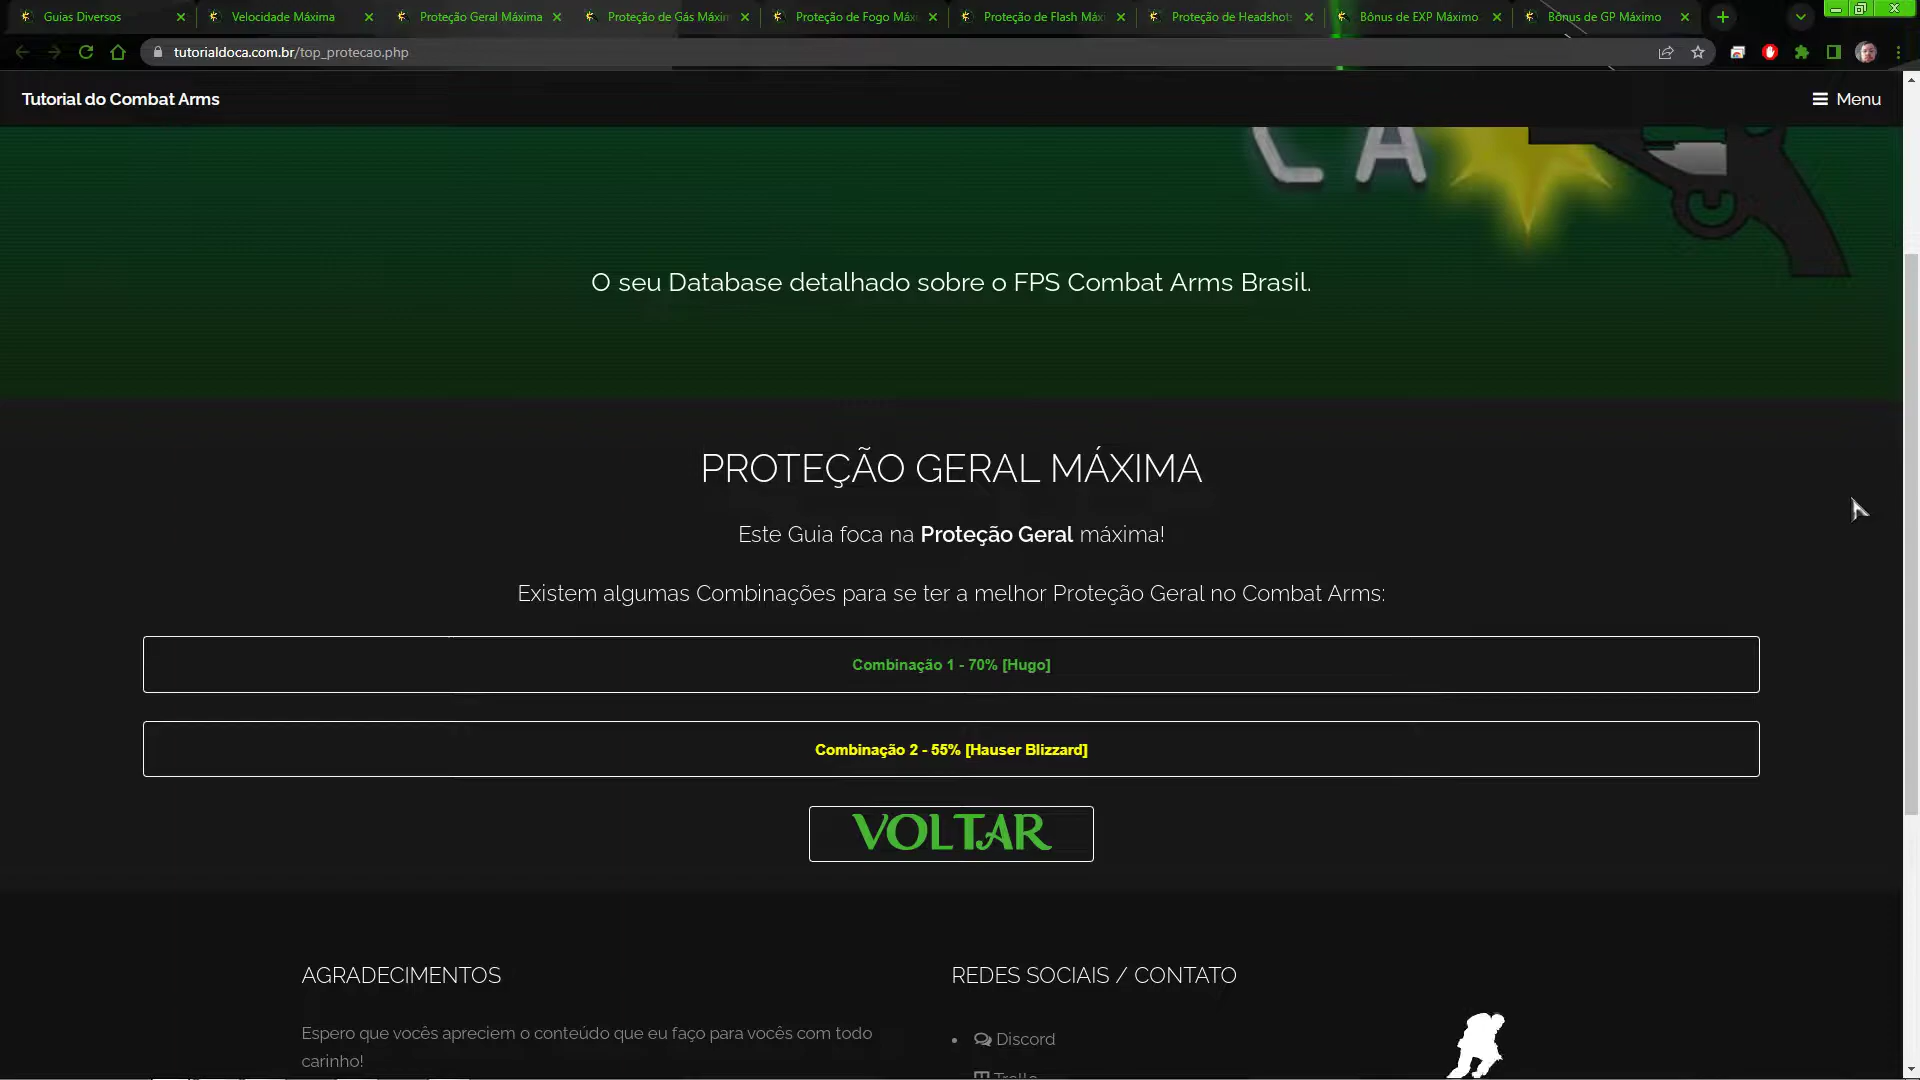 Guias Diversos
Velocidade Máxima
Proteção Geral Máxima
Proteção de Gás Máxim
Proteção de Fogo Máx
Proteção de Flash Máxi
Proteção de Headshot
Bônus de EXP Máximo
Bônus de GP Máximo
tutorialdoca.com.br/top_protecao.php
Tutorial do Combat Arms
Menu
CA
O seu Database detalhado sobre o FPS Combat Arms Brasil.
PROTEÇÃO GERAL MÁXIMA
Este Guia foca na Proteção Geral máxima!
Existem algumas Combinações para se ter a melhor Proteção Geral no Combat Arms:
Combinação 1 - 70% [Hugo]
Combinação 2 - 55% [Hauser Blizzard]
VOLTAR
AGRADECIMENTOS
Espero que vocês apreciem o conteúdo que eu faço para vocês com todo
carinho!
REDES SOCIAIS / CONTATO
Discord
Trello